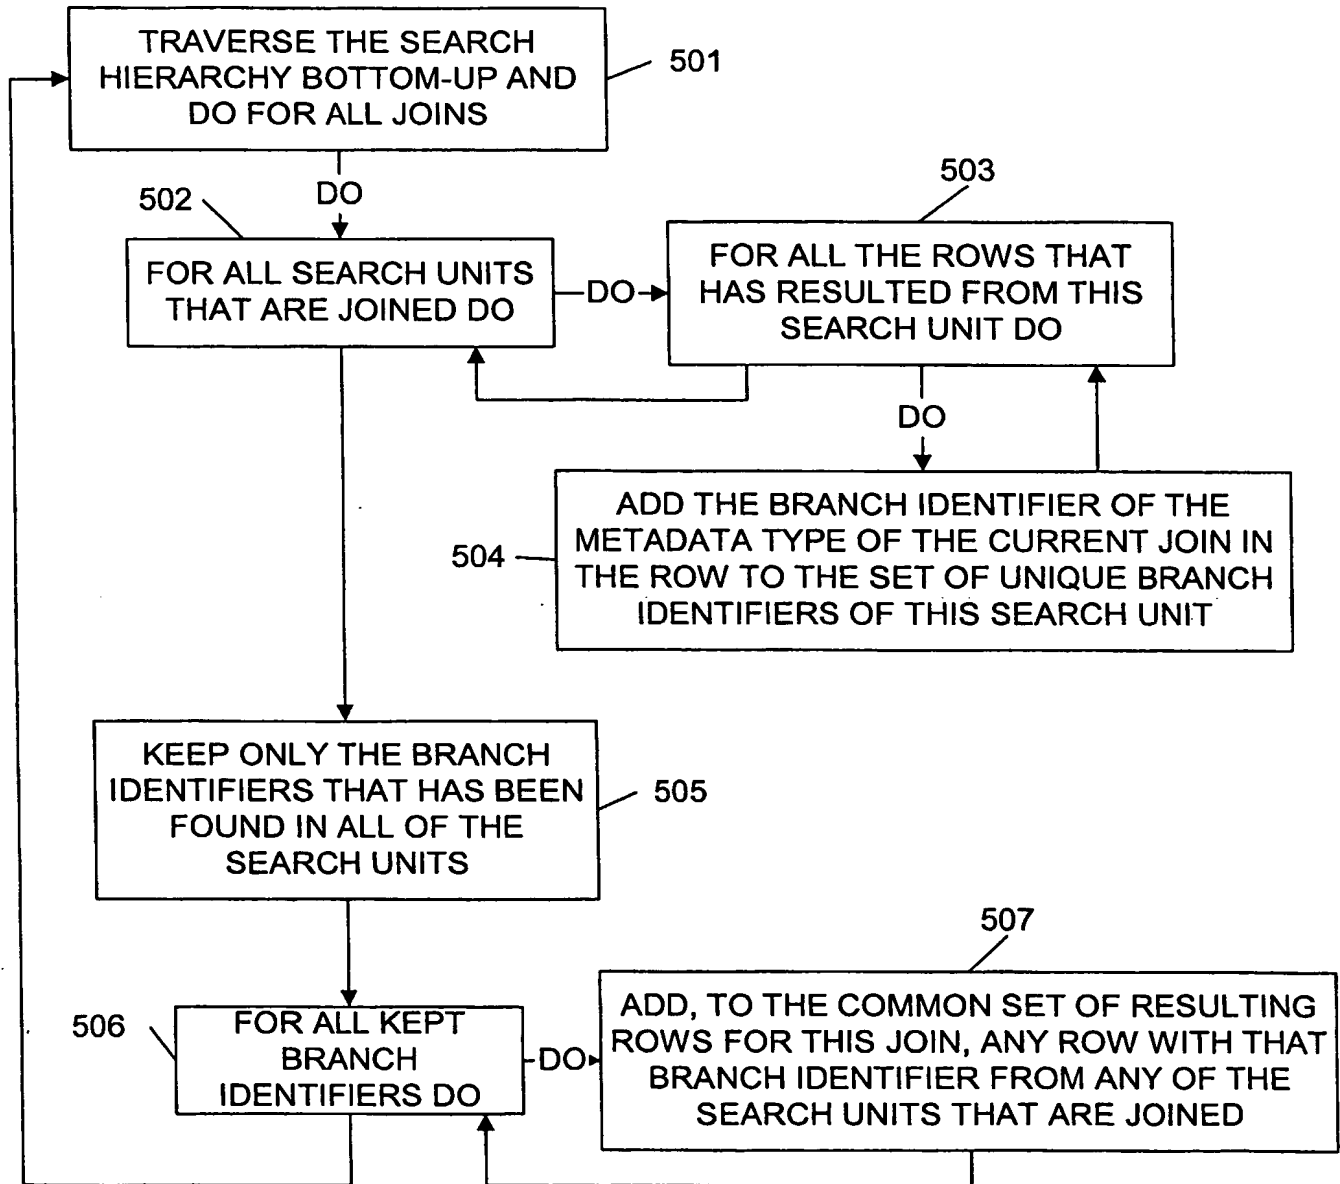 TRAVERSE THE SEARCH
HIERARCHY BOTTOM-UP AND
DO FOR ALL JOINS
501
DO
502
FOR ALL SEARCH UNITS
THAT ARE JOINED DO
DO
503
FOR ALL THE ROWS THAT
HAS RESULTED FROM THIS
SEARCH UNIT DO
DO
504
ADD THE BRANCH IDENTIFIER OF THE
METADATA TYPE OF THE CURRENT JOIN IN
THE ROW TO THE SET OF UNIQUE BRANCH
IDENTIFIERS OF THIS SEARCH UNIT
KEEP ONLY THE BRANCH
IDENTIFIERS THAT HAS BEEN
FOUND IN ALL OF THE
SEARCH UNITS
505
506
FOR ALL KEPT
BRANCH
IDENTIFIERS DO
DO
507
ADD, TO THE COMMON SET OF RESULTING
ROWS FOR THIS JOIN, ANY ROW WITH THAT
BRANCH IDENTIFIER FROM ANY OF THE
SEARCH UNITS THAT ARE JOINED